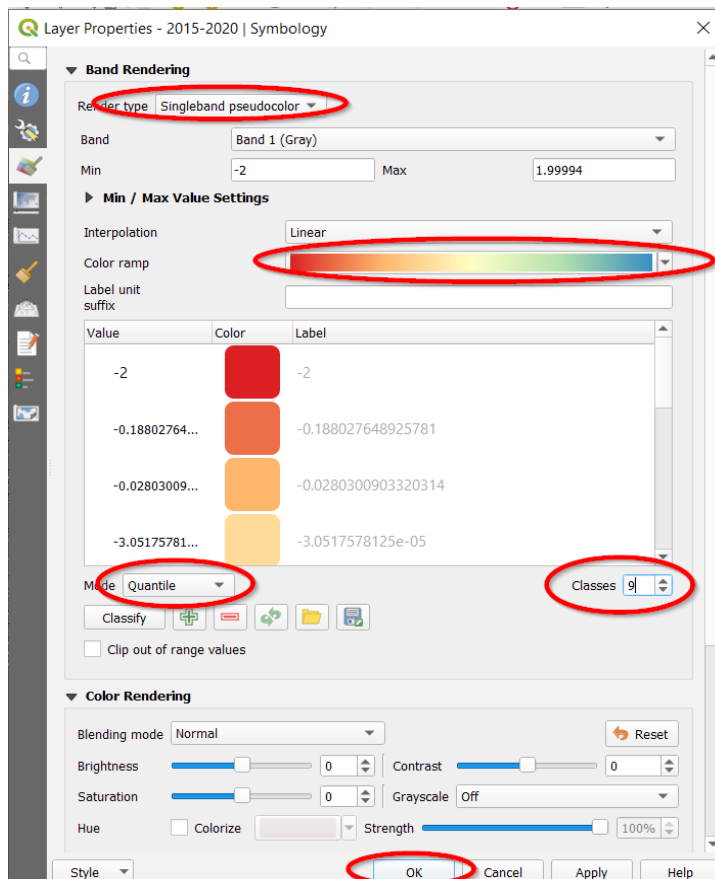 Layer Properties - 2015-2020 | Symbology
Band Rendering
Render type Singleband pseudocolor
Band Band 1 (Gray)
Min -2 Max 1.99994
Min / Max Value Settings
Interpolation Linear
Color ramp
Label unit
suffix
Value Color Label
-2 -2
-0.18802764... -0.188027648925781
-0.02803009... -0.0280300903320314
-3.05175781... -3.0517578125e-05
Mode Quantile Classes 9
Classify
Clip out of range values
Color Rendering
Blending mode Normal Reset
Brightness 0 Contrast 0
Saturation 0 Grayscale Off
Hue Colorize Strength 100%
Style OK Cancel Apply Help